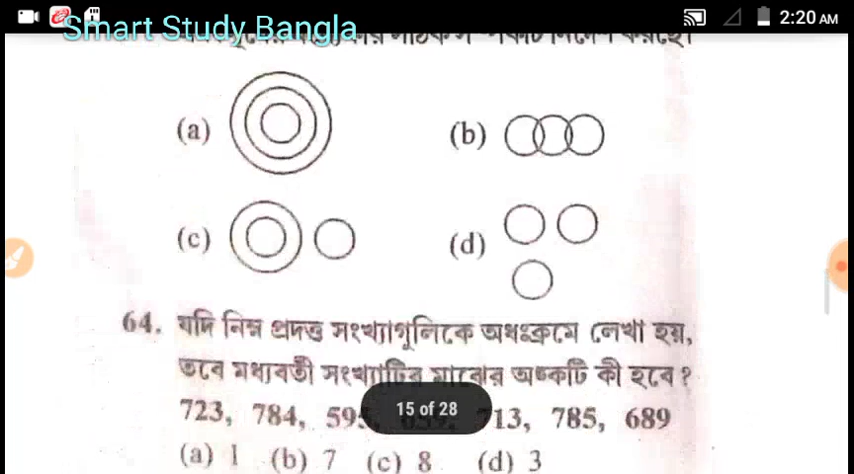 Smart Study Bangla
2:20 AM
(a)
(b)
(c)
(d)
64. যদি নিম্ন প্রদত্ত সংখ্যাগুলিকে অধঃক্রমে লেখা হয়,
তবে মধ্যবর্তী সংখ্যাটির মাঝের অঙ্কটি কী হবে?
723, 784, 595, 713, 785, 689
15 of 28
(a) 1 (b) 7 (c) 8 (d) 3